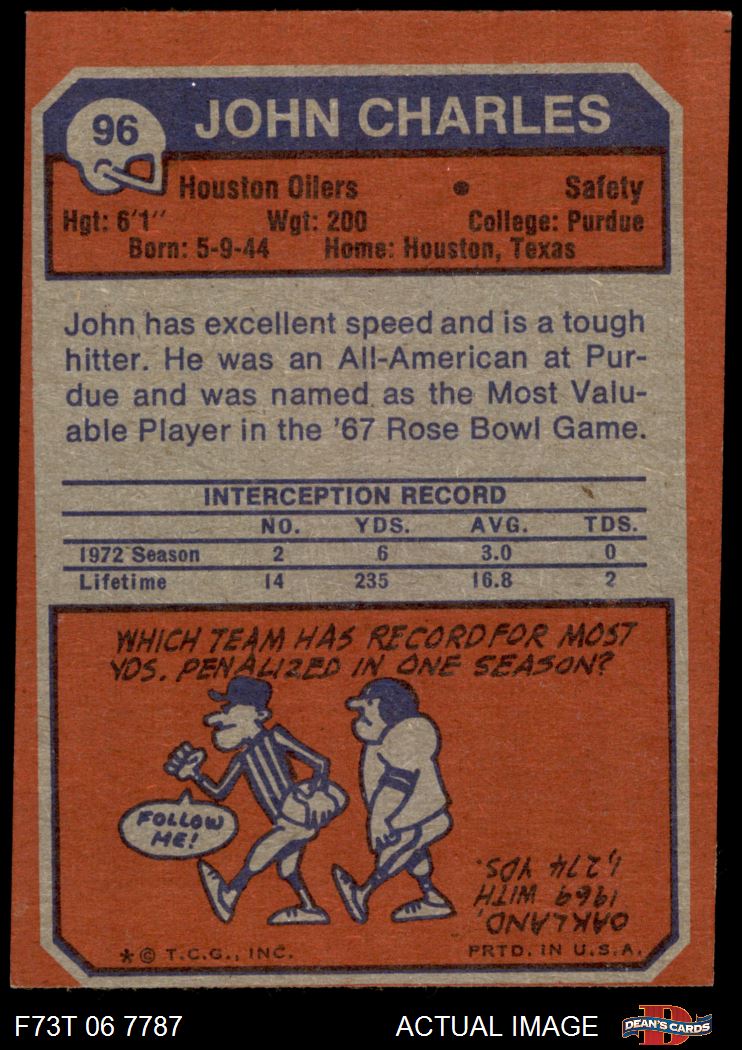 96 JOHN CHARLES
Houston Oilers • Safety
Hgt: 6'1" Wgt: 200 College: Purdue
Born: 5-9-44 Home: Houston, Texas
John has excellent speed and is a tough
hitter. He was an All-American at Pur-
due and was named as the Most Valu-
able Player in the '67 Rose Bowl Game.
INTERCEPTION RECORD
NO. YDS. AVG. TDS.
1972 Season 2 6 3.0 0
Lifetime 14 235 16.8 2
WHICH TEAM HAS RECORD FOR MOST
YDS. PENALIZED IN ONE SEASON?
FOLLOW
ME!
OAKLAND,
1969 WITH
1,274 YDS.
* © T.C.G., INC. PRTD. IN U.S.A.
F73T 06 7787 ACTUAL IMAGE D DEAN'S CARDS